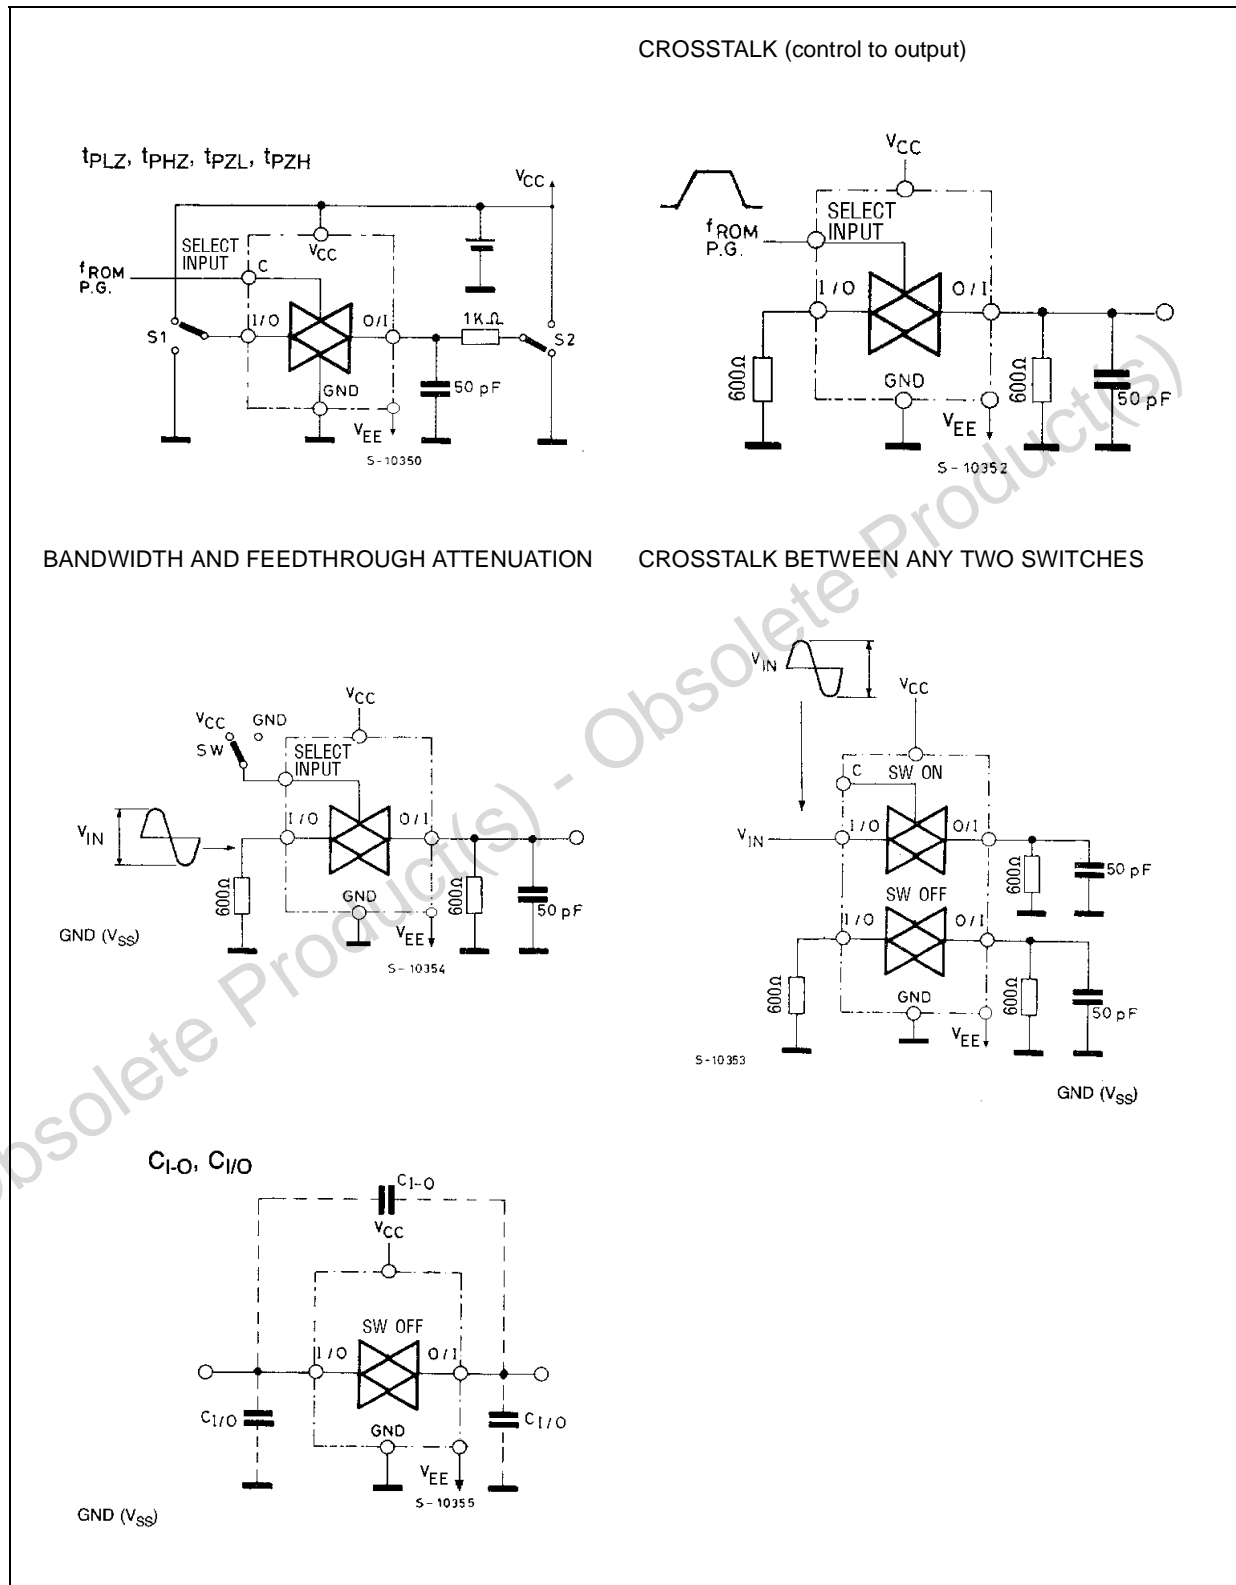 CROSSTALK (control to output)
tPLZ, tPHZ, tPZL, tPZH
VCC
SELECT
INPUT
VCC
fROM
P.G.
C
I/O
O/I
1KΩ
S1
S2
GND
50 pF
VEE
S-10350
VCC
SELECT
INPUT
fROM
P.G.
I/O
O/I
600Ω
GND
600Ω
50 pF
VEE
S-10352
BANDWIDTH AND FEEDTHROUGH ATTENUATION
CROSSTALK BETWEEN ANY TWO SWITCHES
VCC
VCC
GND
SW
SELECT
INPUT
VIN
I/O
O/I
600Ω
GND
600Ω
50 pF
VEE
GND (VSS)
S-10354
VIN
VCC
C
SW ON
VIN
I/O
O/I
600Ω
50 pF
SW OFF
I/O
O/I
600Ω
GND
600Ω
50 pF
VEE
S-10353
GND (VSS)
CI-O, CI/O
CI-O
VCC
SW OFF
I/O
O/I
CI/O
GND
CI/O
VEE
S-10355
GND (VSS)
Obsolete Product(s) - Obsolete Product(s)